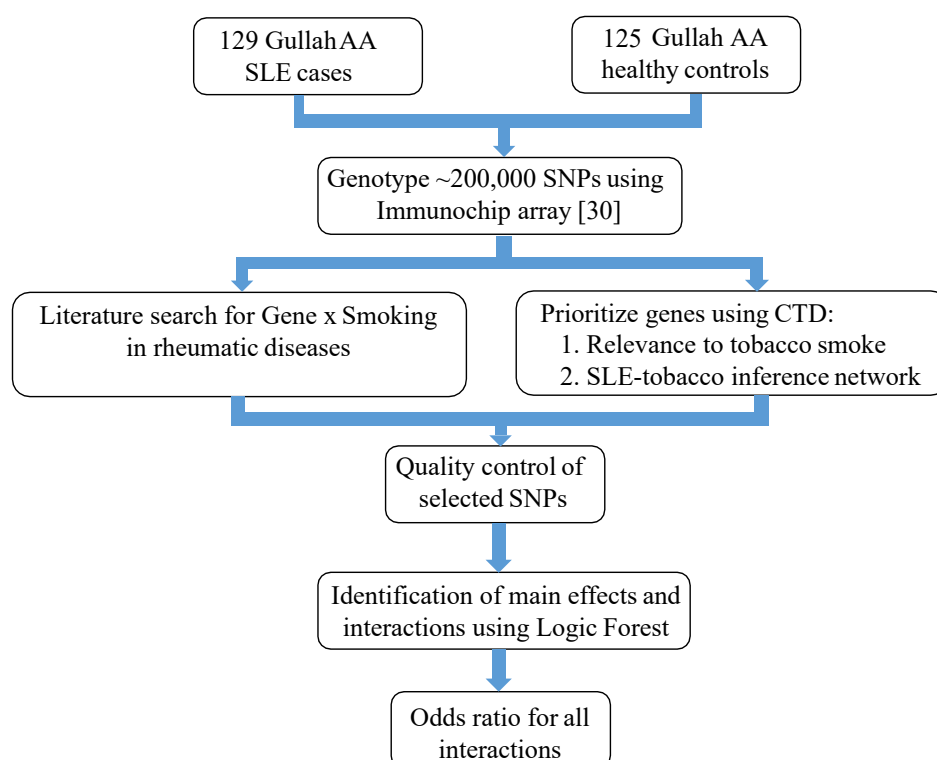 129 Gullah AA
SLE cases
125 Gullah AA
healthy controls
Genotype ~200,000 SNPs using
Immunochip array [30]
Literature search for Gene x Smoking
in rheumatic diseases
Prioritize genes using CTD:
1. Relevance to tobacco smoke
2. SLE-tobacco inference network
Quality control of
selected SNPs
Identification of main effects and
interactions using Logic Forest
Odds ratio for all
interactions